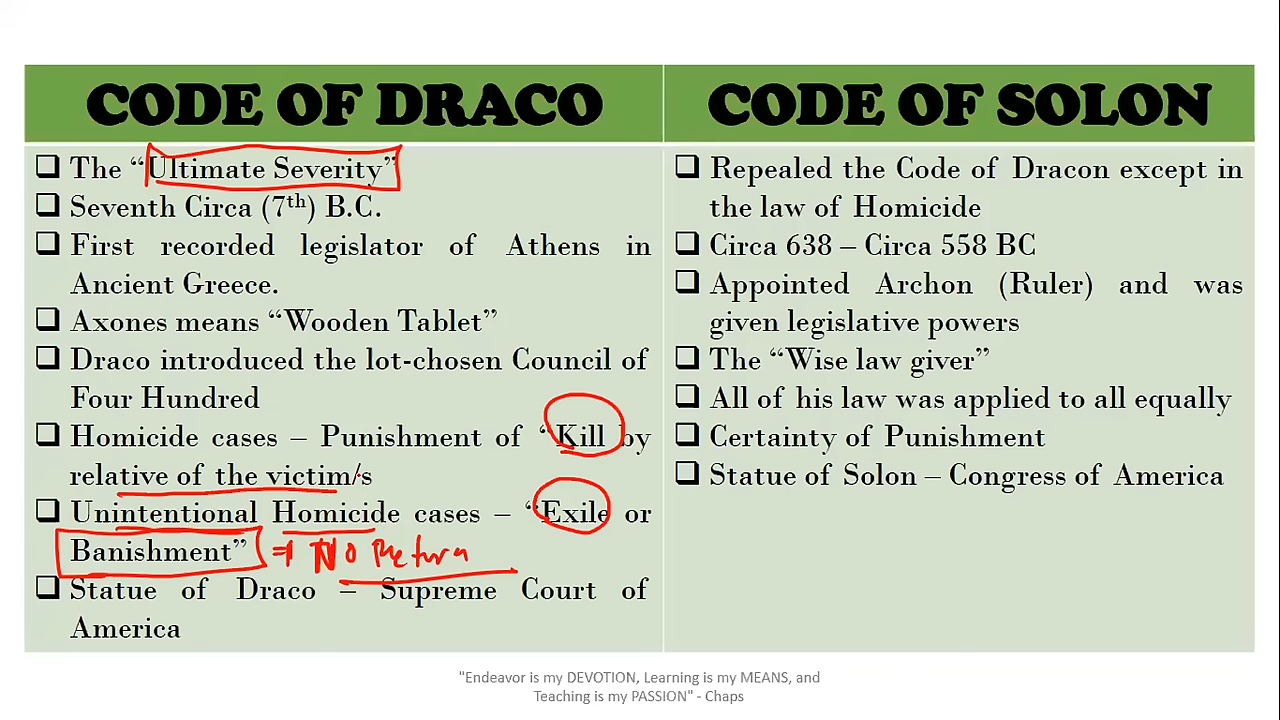 CODE OF DRACO
❑ The “Ultimate Severity”
❑ Seventh Circa (7th) B.C.
❑ First recorded legislator of Athens in
Ancient Greece.
❑ Axones means “Wooden Tablet”
❑ Draco introduced the lot-chosen Council of
Four Hundred
❑ Homicide cases – Punishment of “Kill by
relative of the victim/s
❑ Unintentional Homicide cases – “Exile or
Banishment” ⇒ No Return
❑ Statue of Draco – Supreme Court of
America
CODE OF SOLON
❑ Repealed the Code of Dracon except in
the law of Homicide
❑ Circa 638 – Circa 558 BC
❑ Appointed Archon (Ruler) and was
given legislative powers
❑ The “Wise law giver”
❑ All of his law was applied to all equally
❑ Certainty of Punishment
❑ Statue of Solon – Congress of America
"Endeavor is my DEVOTION, Learning is my MEANS, and
Teaching is my PASSION" - Chaps